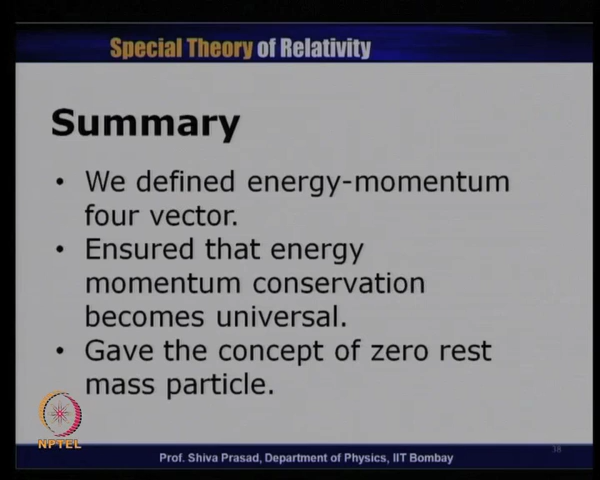 Special Theory of Relativity
Summary
• We defined energy-momentum
four vector.
• Ensured that energy
momentum conservation
becomes universal.
• Gave the concept of zero rest
mass particle.
NPTEL
Prof. Shiva Prasad, Department of Physics, IIT Bombay